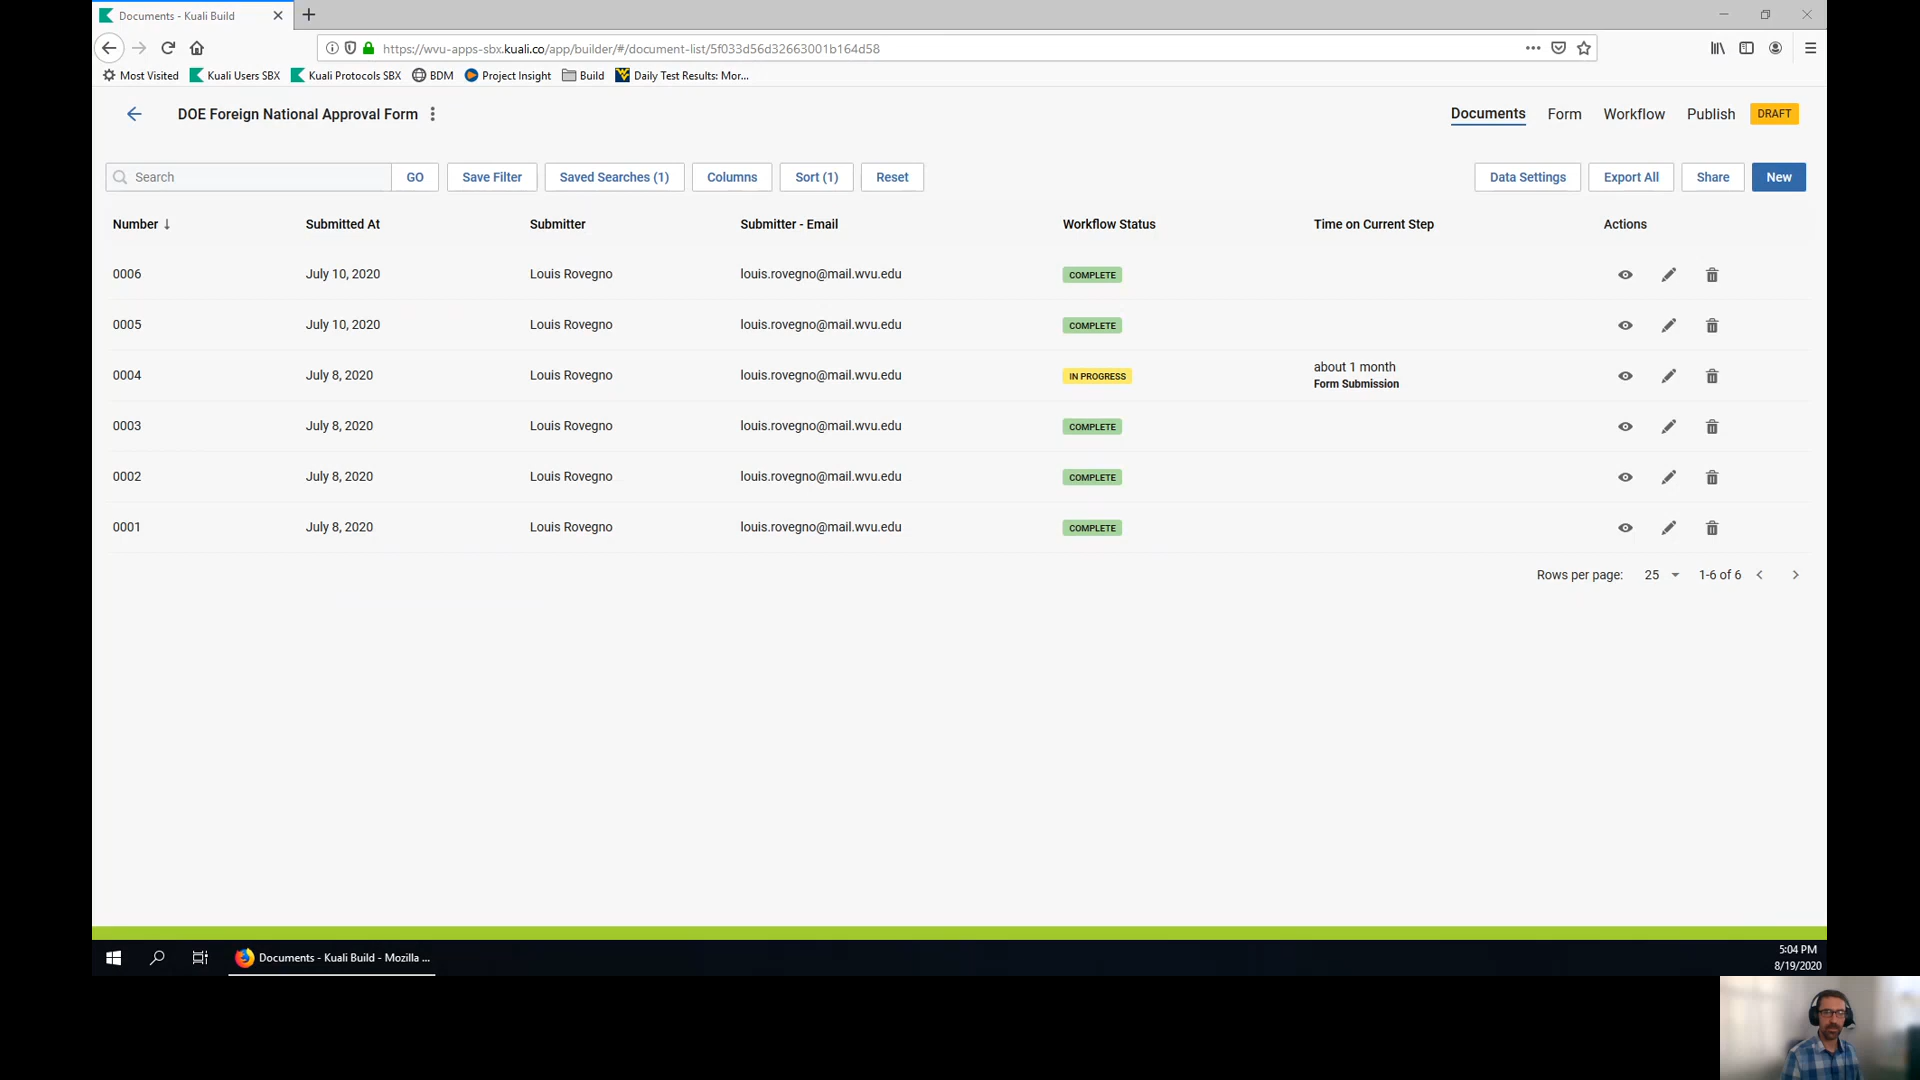 Documents - Kuali Build
https://wvu-apps-sbx.kuali.co/app/builder/#/document-list/5f033d56d32663001b164d58
Most Visited Kuali Users SBX Kuali Protocols SBX BDM Project Insight Build Daily Test Results: Mor...
DOE Foreign National Approval Form Documents Form Workflow Publish DRAFT
Search GO Save Filter Saved Searches (1) Columns Sort (1) Reset Data Settings Export All Share New
Number Submitted At Submitter Submitter - Email Workflow Status Time on Current Step Actions
0006 July 10, 2020 Louis Rovegno louis.rovegno@mail.wvu.edu COMPLETE
0005 July 10, 2020 Louis Rovegno louis.rovegno@mail.wvu.edu COMPLETE
0004 July 8, 2020 Louis Rovegno louis.rovegno@mail.wvu.edu IN PROGRESS about 1 month
Form Submission
0003 July 8, 2020 Louis Rovegno louis.rovegno@mail.wvu.edu COMPLETE
0002 July 8, 2020 Louis Rovegno louis.rovegno@mail.wvu.edu COMPLETE
0001 July 8, 2020 Louis Rovegno louis.rovegno@mail.wvu.edu COMPLETE
Rows per page: 25 1-6 of 6
Documents - Kuali Build - Mozilla ... 5:04 PM
8/19/2020